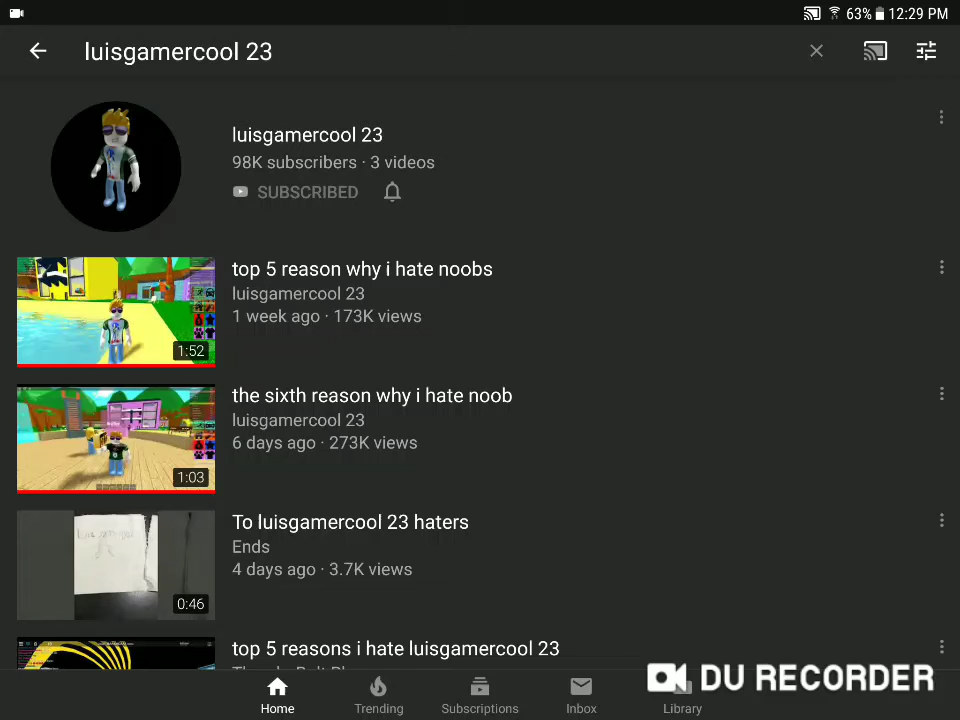 63% 12:29 PM
luisgamercool 23
luisgamercool 23
98K subscribers · 3 videos
SUBSCRIBED
top 5 reason why i hate noobs
luisgamercool 23
1 week ago · 173K views
1:52
the sixth reason why i hate noob
luisgamercool 23
6 days ago · 273K views
1:03
To luisgamercool 23 haters
Ends
4 days ago · 3.7K views
0:46
top 5 reasons i hate luisgamercool 23
DU RECORDER
Home
Trending
Subscriptions
Inbox
Library